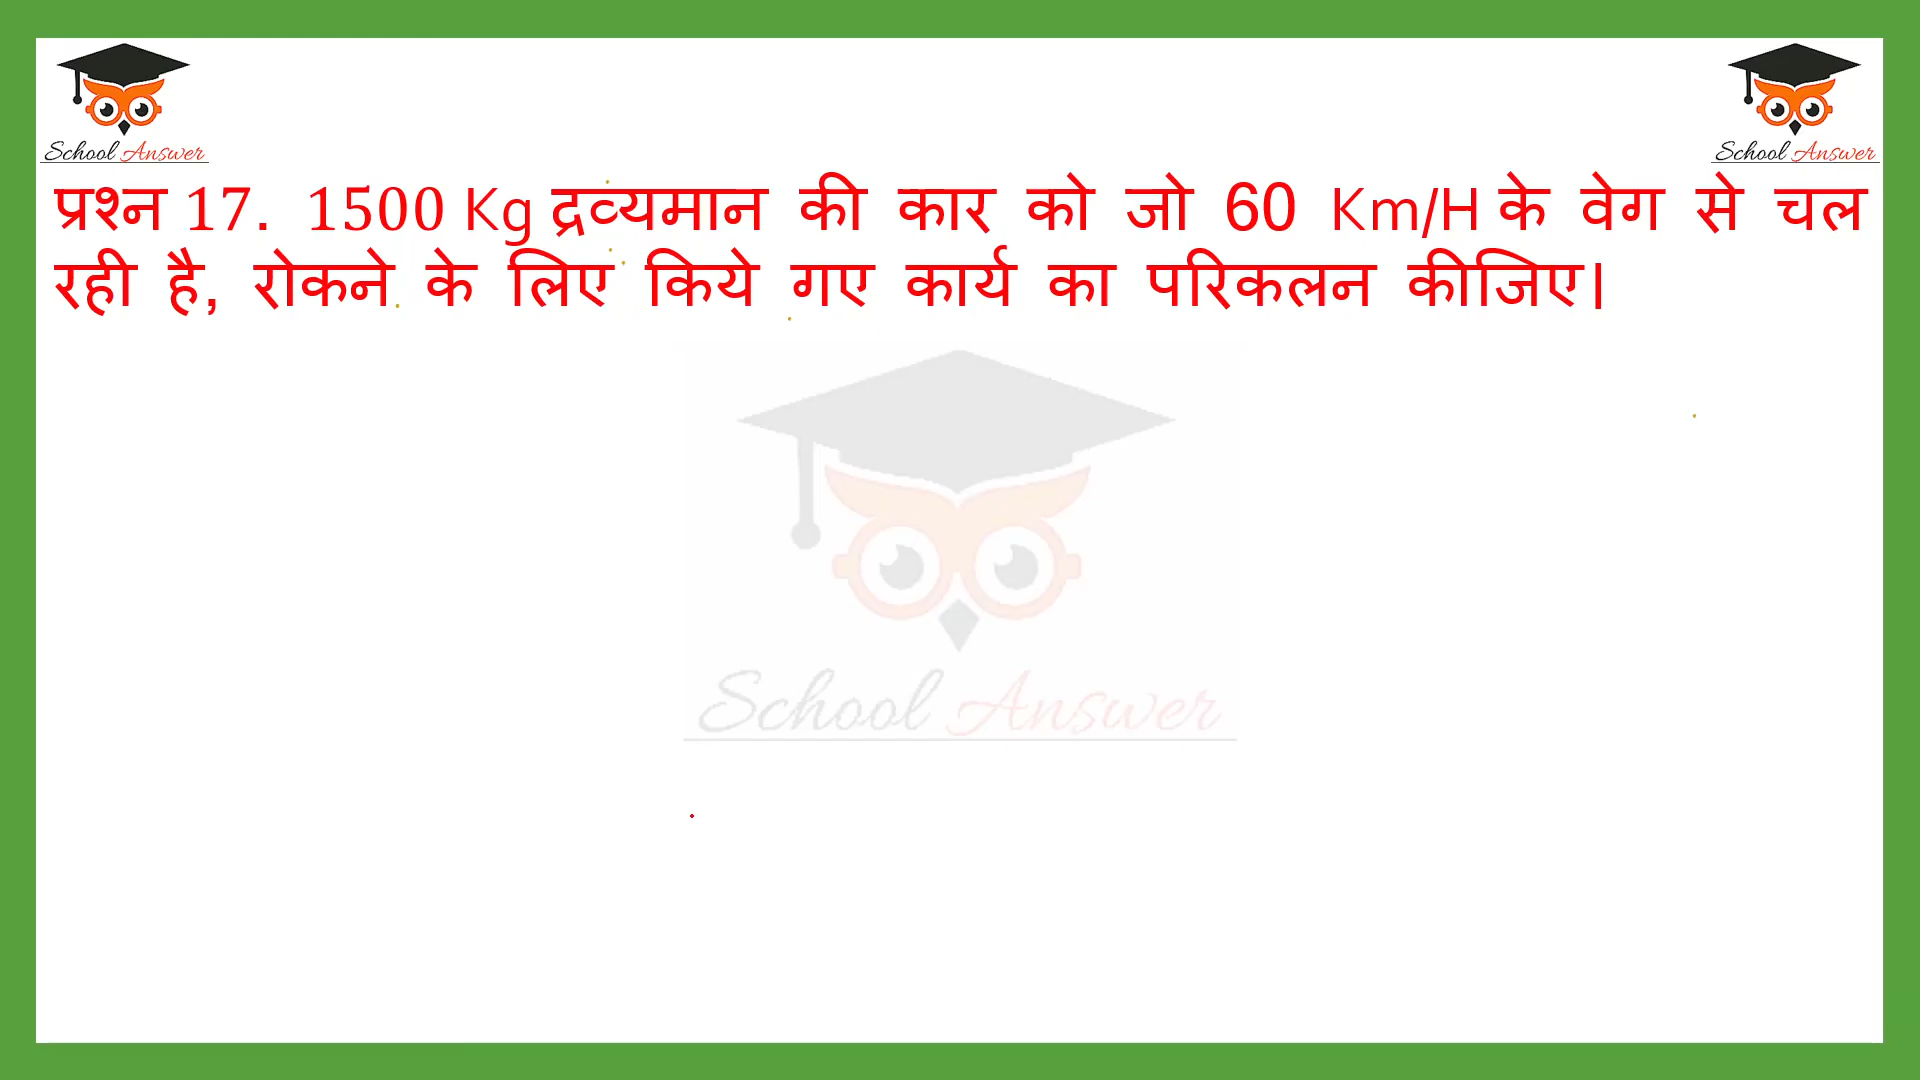 School Answer School Answer
प्रश्न 17. 1500 Kg द्रव्यमान की कार को जो 60 Km/H के वेग से चल
रही है, रोकने के लिए किये गए कार्य का परिकलन कीजिए।
School Answer